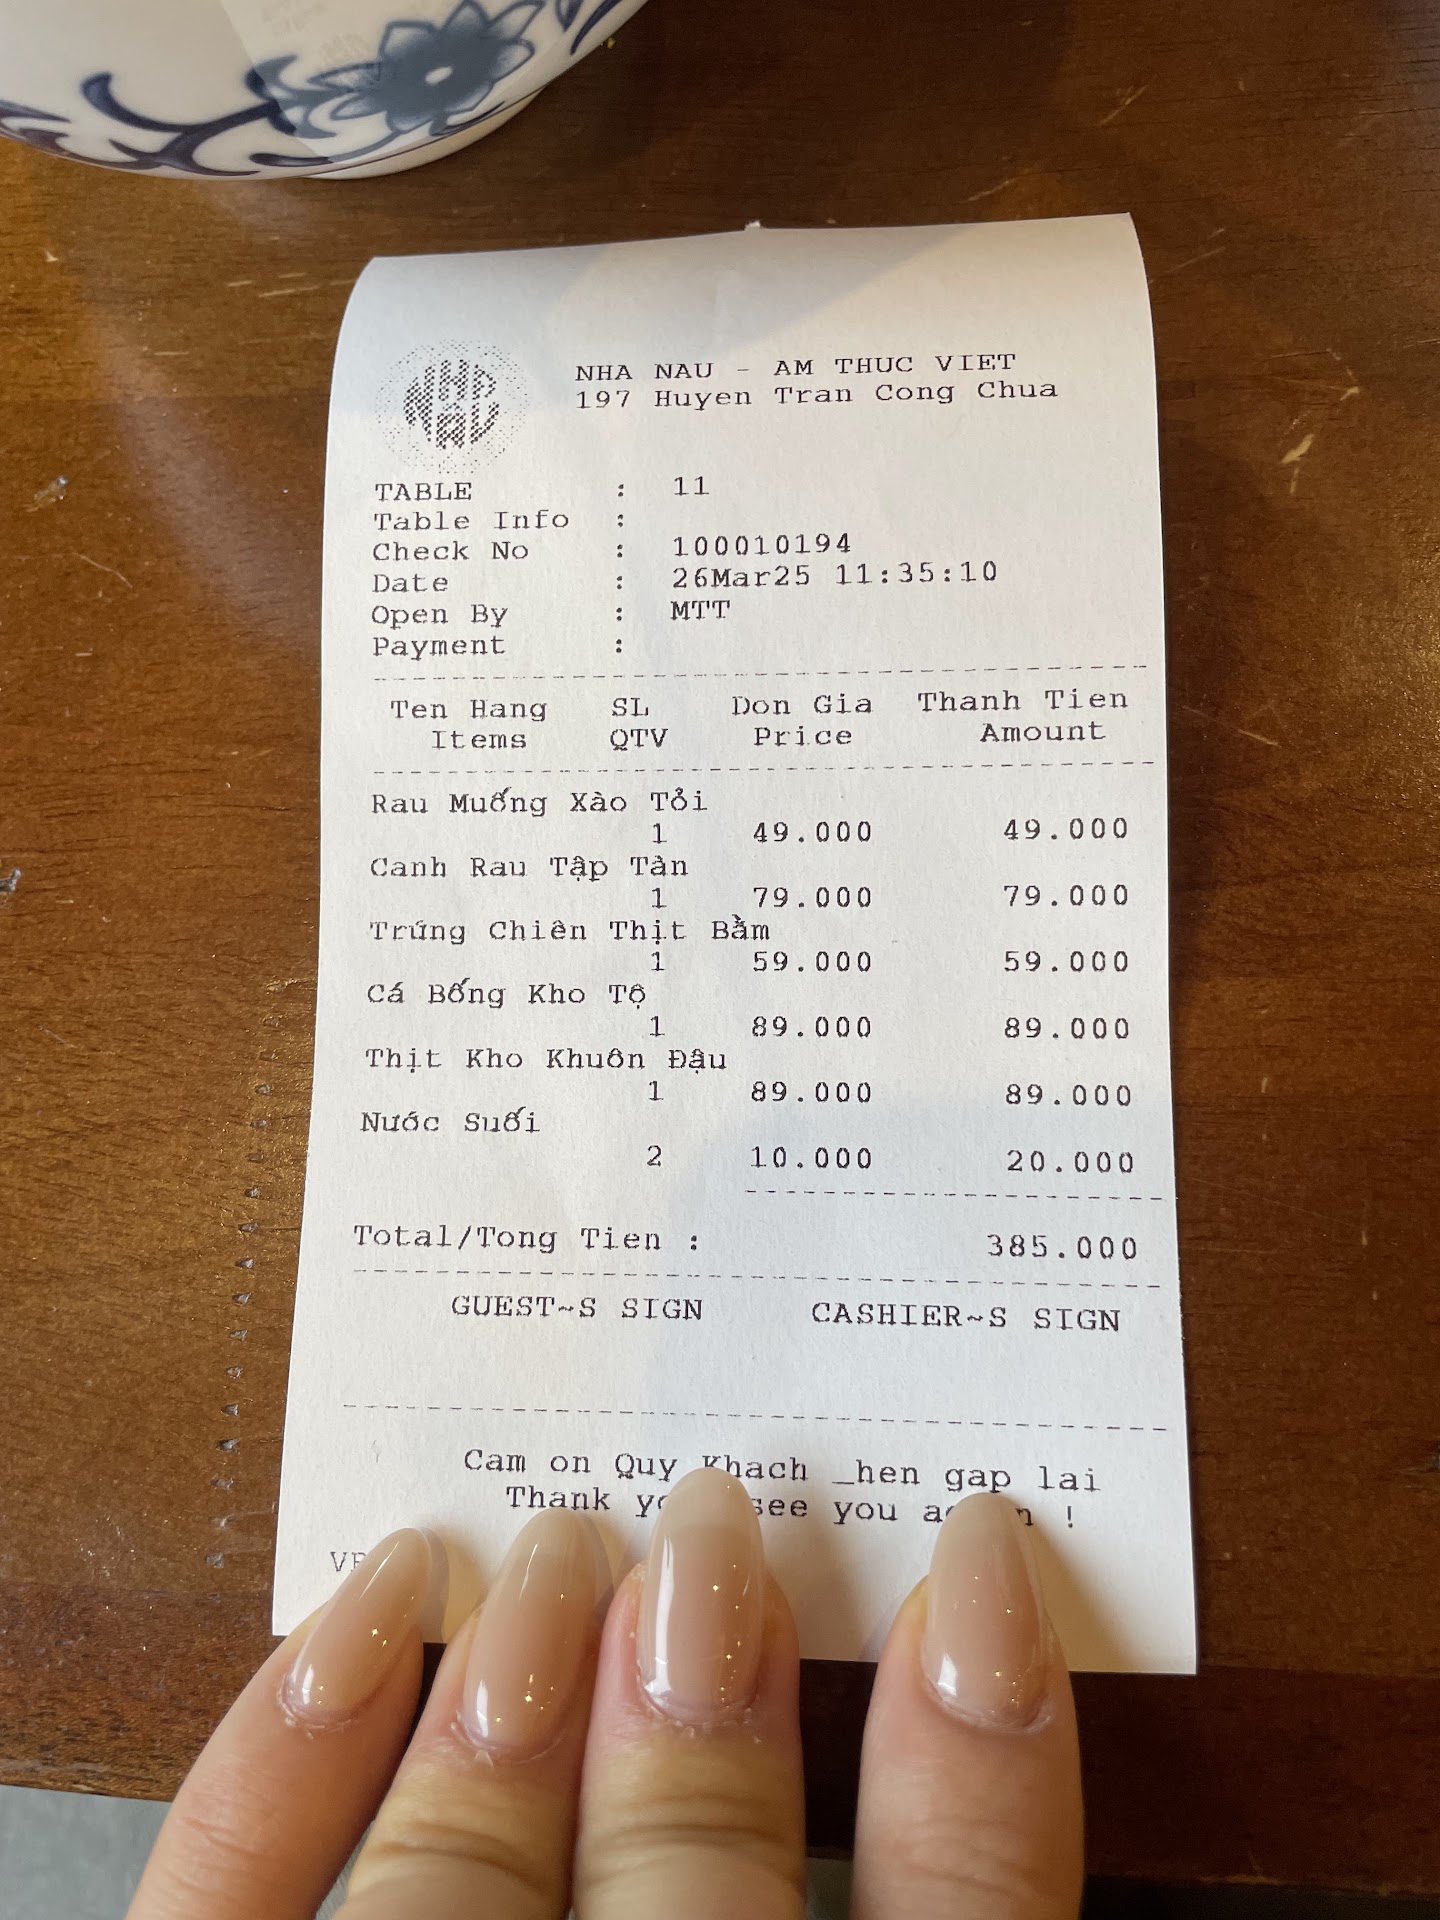 NHA NAU
NHA NAU - AM THUC VIET
197 Huyen Tran Cong Chua
TABLE : 11
Table Info :
Check No : 100010194
Date : 26Mar25 11:35:10
Open By : MTT
Payment :
Ten Hang SL Don Gia Thanh Tien
Items QTV Price Amount
Rau Muống Xào Tỏi
1 49.000 49.000
Canh Rau Tập Tàn
1 79.000 79.000
Trứng Chiên Thịt Bằm
1 59.000 59.000
Cá Bống Kho Tộ
1 89.000 89.000
Thịt Kho Khuôn Đậu
1 89.000 89.000
Nước Suối
2 10.000 20.000
Total/Tong Tien : 385.000
GUEST~S SIGN CASHIER~S SIGN
Cam on Quy Khach _hen gap lai
Thank see you !